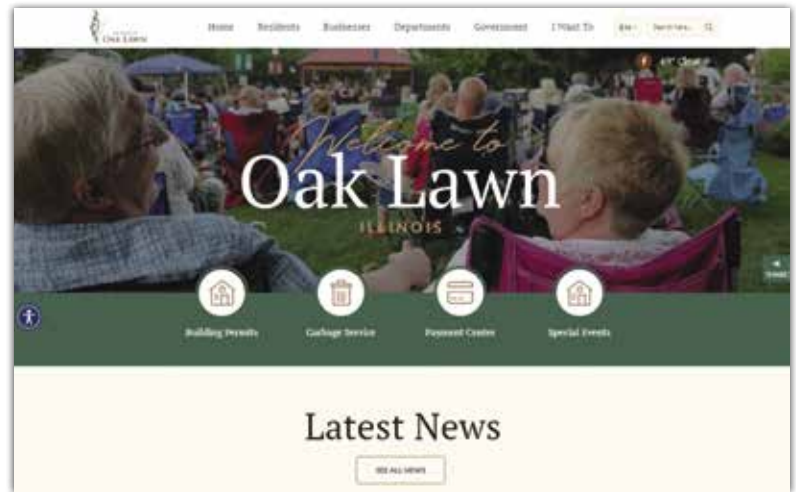 OAK LAWN
Home Residents Businesses Departments Government I Want To
Welcome to
Oak Lawn
ILLINOIS
SHARE
Building Permits Garbage Service Payment Center Special Events
Latest News
SEE ALL NEWS